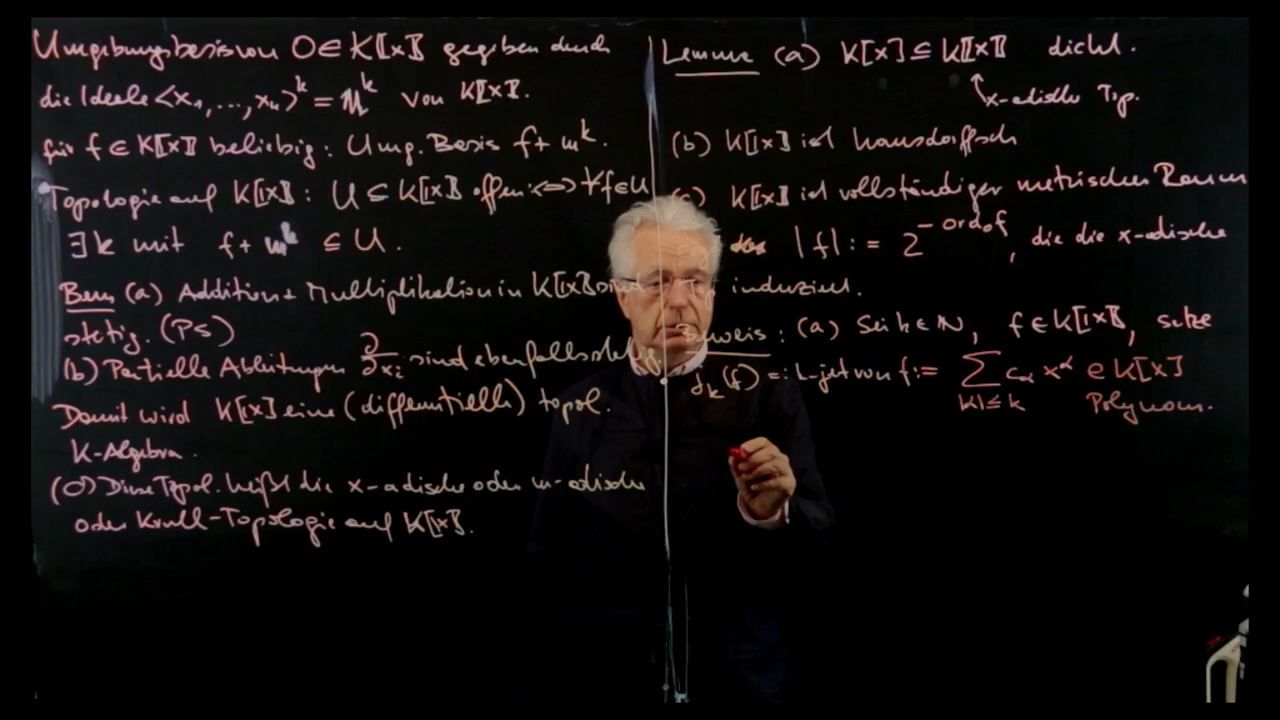 Umgebungsbasis von 0 ∈ K⟦x⟧ gegeben durch
die Ideale <x₁, ..., xₙ>ᵏ = mᵏ von K⟦x⟧.
für f ∈ K⟦x⟧ beliebig: Umg. Basis f + mᵏ.
Topologie auf K⟦x⟧: U ⊆ K⟦x⟧ offen :⟺ ∀ f ∈ U
∃ k mit f + mᵏ ⊆ U.
Bem (a) Addition + Multiplikation in K⟦x⟧ sind
stetig. (PS)
(b) Partielle Ableitungen ∂/∂xᵢ sind ebenfalls stetig.
Damit wird K⟦x⟧ eine (differentielle) topol.
K-Algebra.
(0) Diese Topol. heißt die x-adische oder m-adische
oder Krull-Topologie auf K⟦x⟧.
Lemma (a) K[x] ⊆ K⟦x⟧ dicht.
x-adische Top.
(b) K⟦x⟧ ist hausdorffsch
(c) K⟦x⟧ ist vollständiger metrischer Raum
|f| := 2^(-ord₀f), die die x-adische
induziert.
Beweis: (a) Sei k ∈ ℕ, f ∈ K⟦x⟧, setze
jₖ(f) =: k-jet von f := ∑_{|α| ≤ k} c_α x^α ∈ K[x]
Polynom.